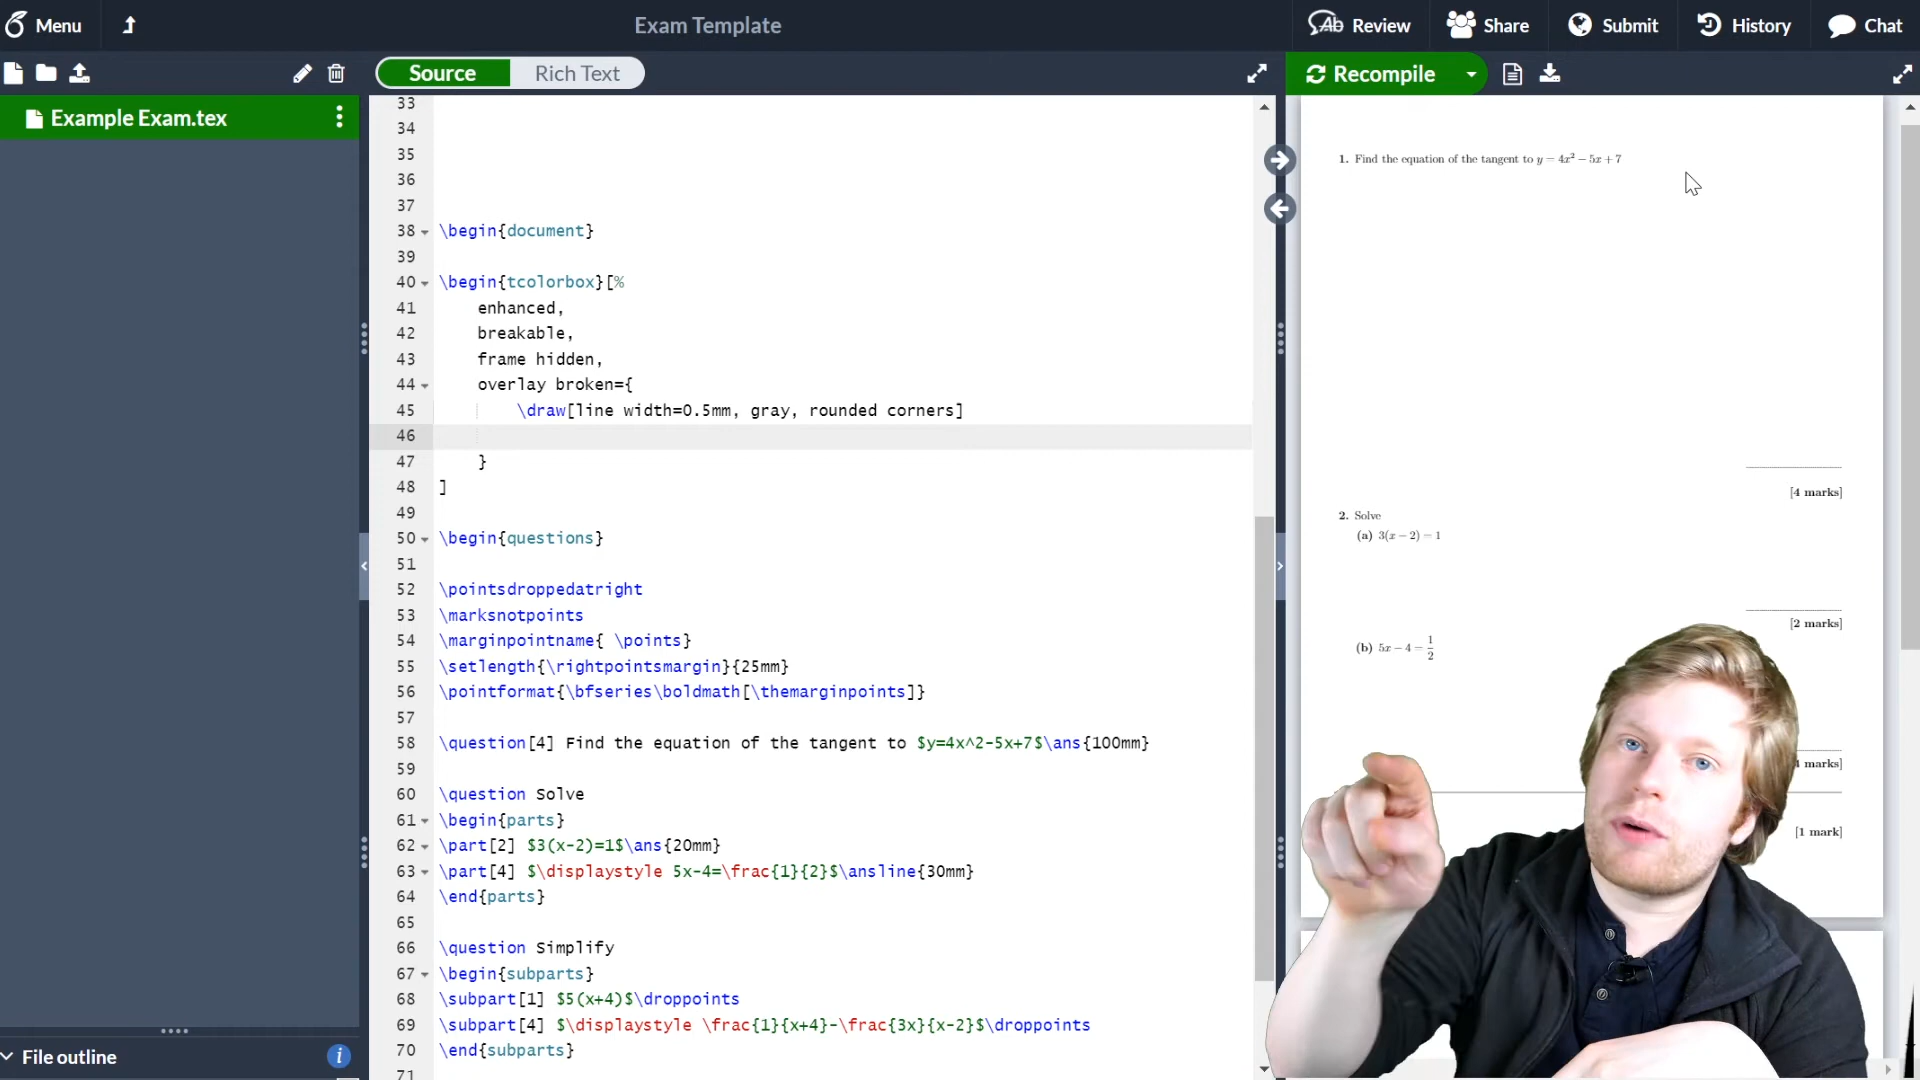 Menu
Exam Template
Review
Share
Submit
History
Chat
Source
Rich Text
Recompile
Example Exam.tex
33
34
35
36
37
38 \begin{document}
39
40 \begin{tcolorbox}[%
41 enhanced,
42 breakable,
43 frame hidden,
44 overlay broken={
45 \draw[line width=0.5mm, gray, rounded corners]
46
47 }
48 ]
49
50 \begin{questions}
51
52 \pointsdroppedatright
53 \marksnotpoints
54 \marginpointname{ \points}
55 \setlength{\rightpointsmargin}{25mm}
56 \pointformat{\bfseries\boldmath[\themarginpoints]}
57
58 \question[4] Find the equation of the tangent to $y=4x^2-5x+7$\ans{100mm}
59
60 \question Solve
61 \begin{parts}
62 \part[2] $3(x-2)=1$\ans{20mm}
63 \part[4] $\displaystyle 5x-4=\frac{1}{2}$\ansline{30mm}
64 \end{parts}
65
66 \question Simplify
67 \begin{subparts}
68 \subpart[1] $5(x+4)$\droppoints
69 \subpart[4] $\displaystyle \frac{1}{x+4}-\frac{3x}{x-2}$\droppoints
70 \end{subparts}
71
File outline
1. Find the equation of the tangent to y = 4x² − 5x + 7
[4 marks]
2. Solve
(a) 3(x − 2) = 1
[2 marks]
(b) 5x − 4 = 1/2
marks]
[1 mark]